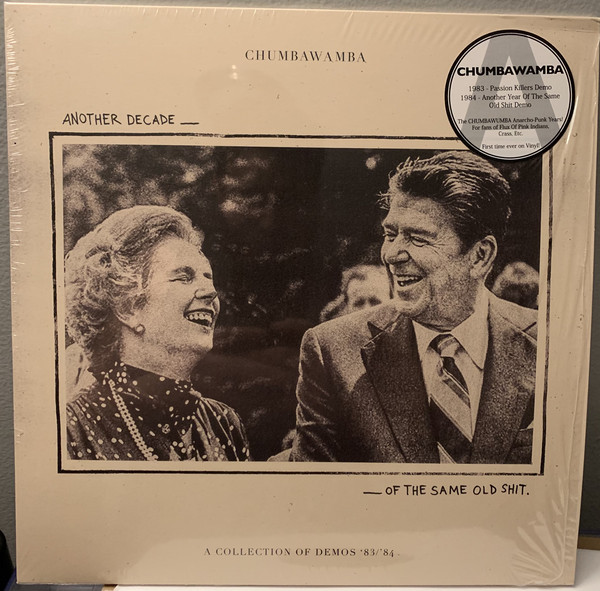 CHUMBAWAMBA
CHUMBAWAMBA
1983 - Passion Killers Demo
1984 - Another Year Of The Same
Old Shit Demo
The CHUMBAWUMBA Anarcho-Punk Years!
For fans of Flux Of Pink Indians,
Crass, Etc.
First time ever on Vinyl!
ANOTHER DECADE —
— OF THE SAME OLD SHIT.
A COLLECTION OF DEMOS '83/'84